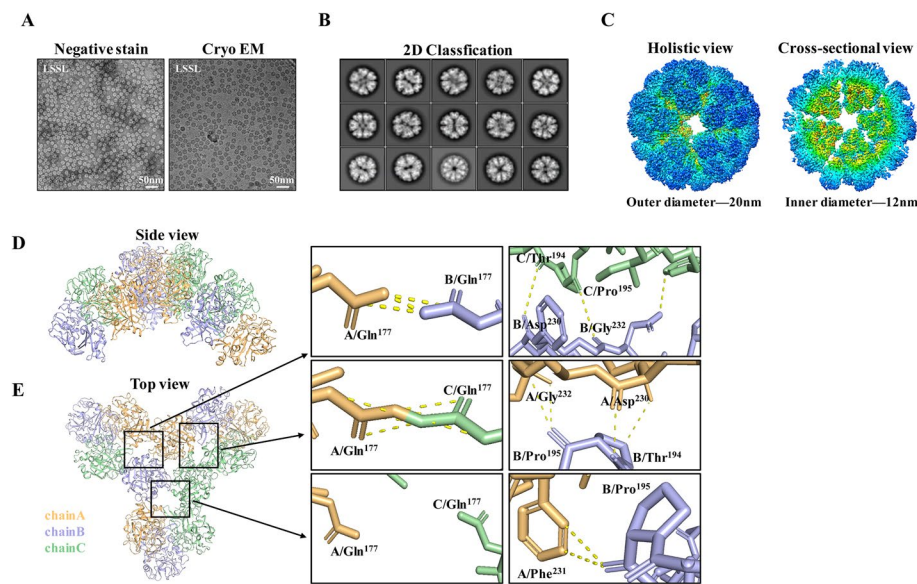 A
B
C
Negative stain
Cryo EM
2D Classfication
Holistic view
Cross-sectional view
LSSL
LSSL
50nm
50nm
Outer diameter—20nm
Inner diameter—12nm
D
Side view
B/Gln177
A/Gln177
C/Thr194
C/Pro195
B/Asp230
B/Gly232
E
Top view
C/Gln177
A/Gln177
A/Gly232
A/Asp230
B/Pro195
B/Thr194
chainA
chainB
chainC
C/Gln177
A/Gln177
B/Pro195
A/Phe231